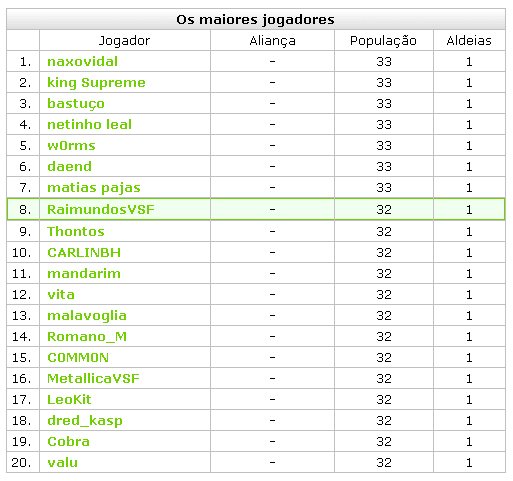 Os maiores jogadores
Jogador Aliança População Aldeias
1. naxovidal - 33 1
2. king Supreme - 33 1
3. bastuço - 33 1
4. netinho leal - 33 1
5. w0rms - 33 1
6. daend - 33 1
7. matias pajas - 33 1
8. RaimundosVSF - 32 1
9. Thontos - 32 1
10. CARLINBH - 32 1
11. mandarim - 32 1
12. vita - 32 1
13. malavoglia - 32 1
14. Romano_M - 32 1
15. C0MM0N - 32 1
16. MetallicaVSF - 32 1
17. LeoKit - 32 1
18. dred_kasp - 32 1
19. Cobra - 32 1
20. valu - 32 1